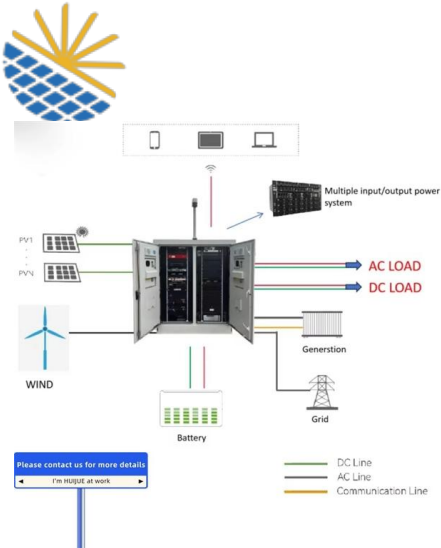 Multiple input/output power
system
PV1
PVN
AC LOAD
DC LOAD
WIND
Generstion
Battery
Grid
Please contact us for more details
I'm HUIJUE at work
DC Line
AC Line
Communication Line